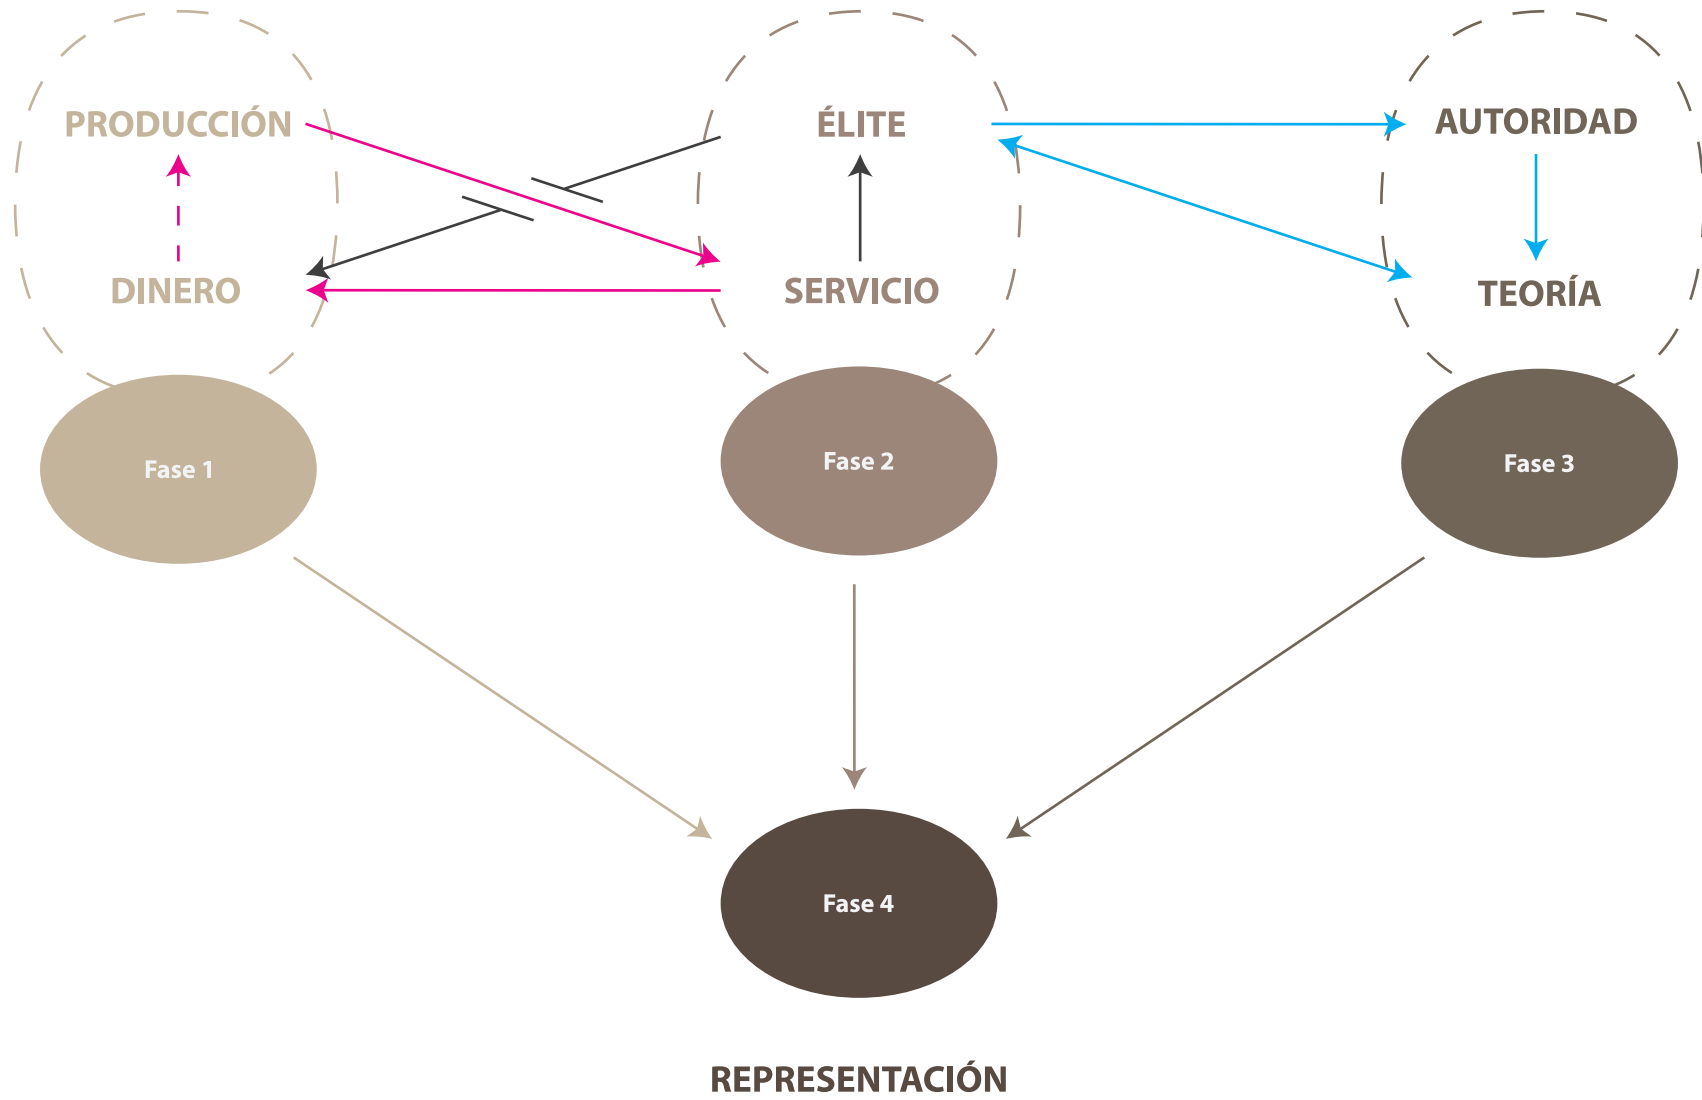 PRODUCCIÓN
ÉLITE
AUTORIDAD
DINERO
SERVICIO
TEORÍA
Fase 1
Fase 2
Fase 3
Fase 4
REPRESENTACIÓN